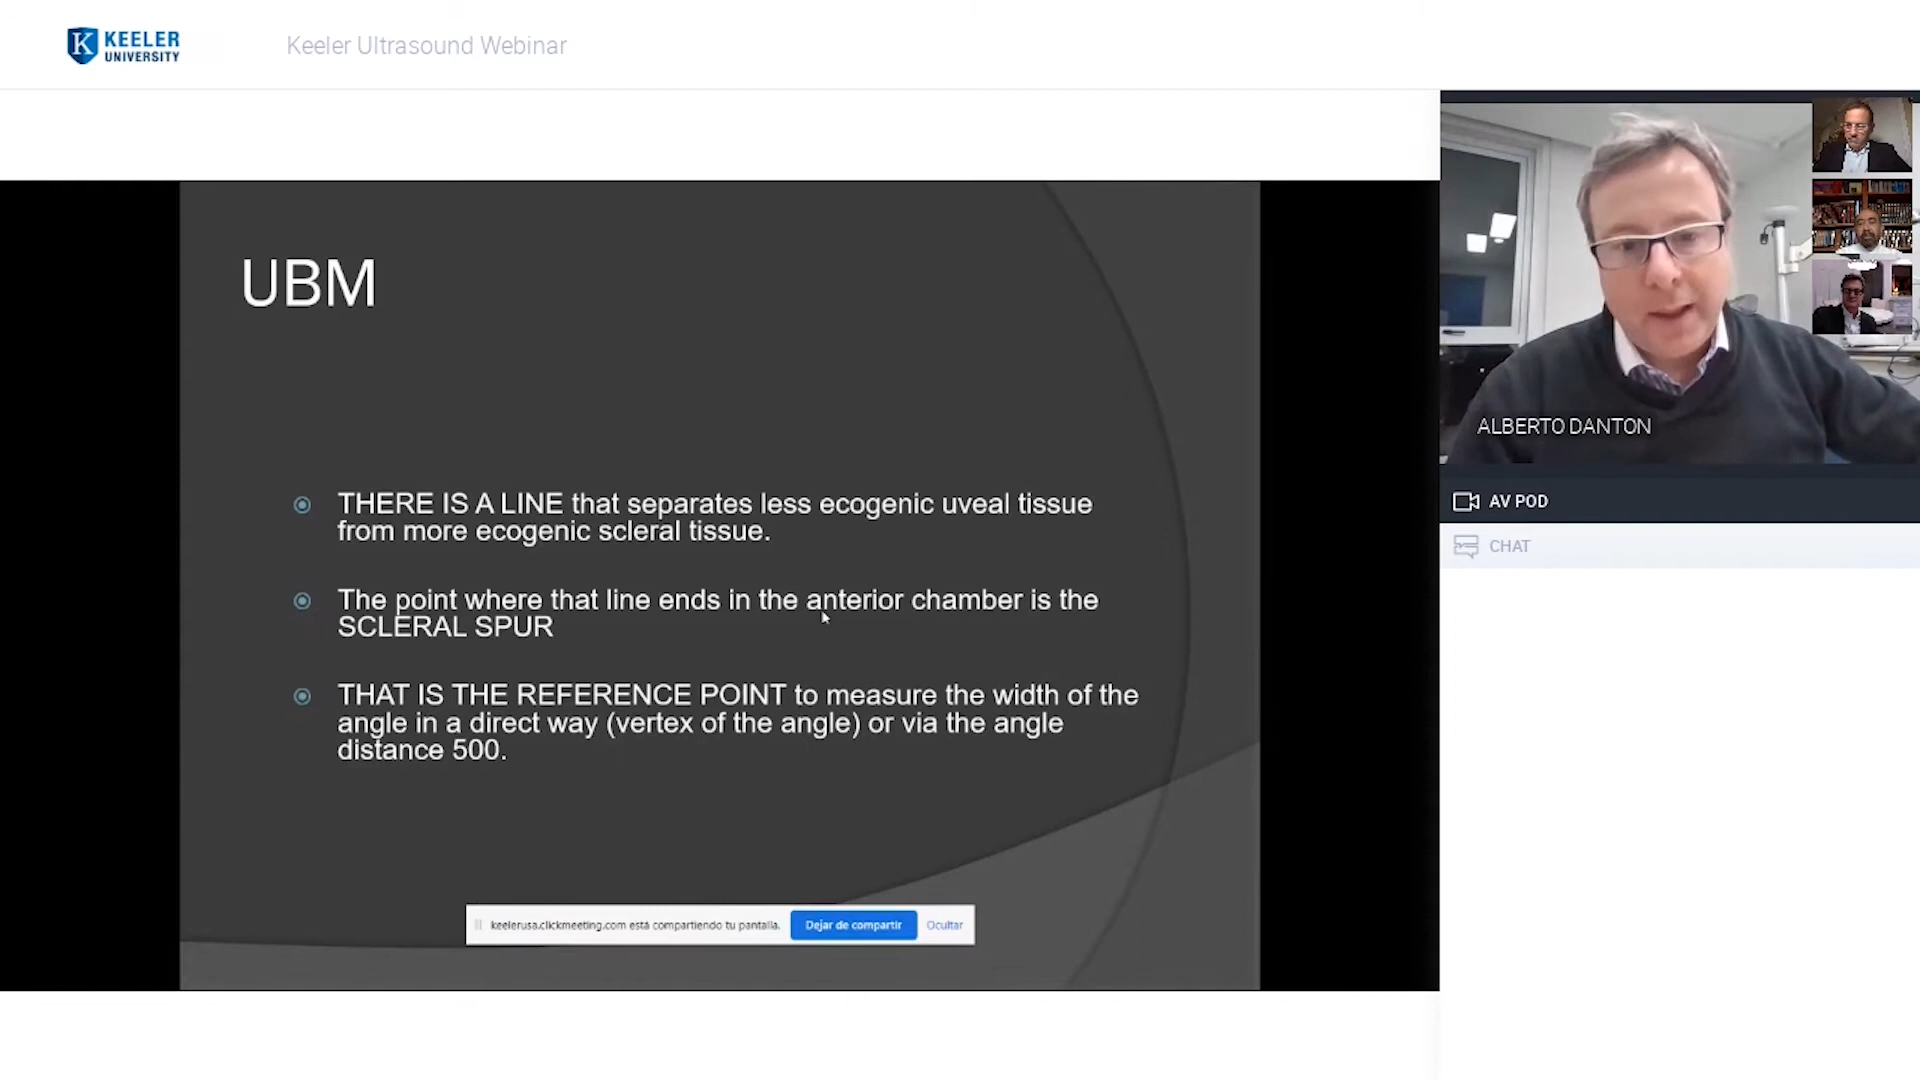 KEELER
UNIVERSITY
Keeler Ultrasound Webinar
UBM
THERE IS A LINE that separates less ecogenic uveal tissue
from more ecogenic scleral tissue.
The point where that line ends in the anterior chamber is the
SCLERAL SPUR
THAT IS THE REFERENCE POINT to measure the width of the
angle in a direct way (vertex of the angle) or via the angle
distance 500.
keelerusa.clickmeeting.com está compartiendo tu pantalla.
Dejar de compartir
Ocultar
ALBERTO DANTON
AV POD
CHAT